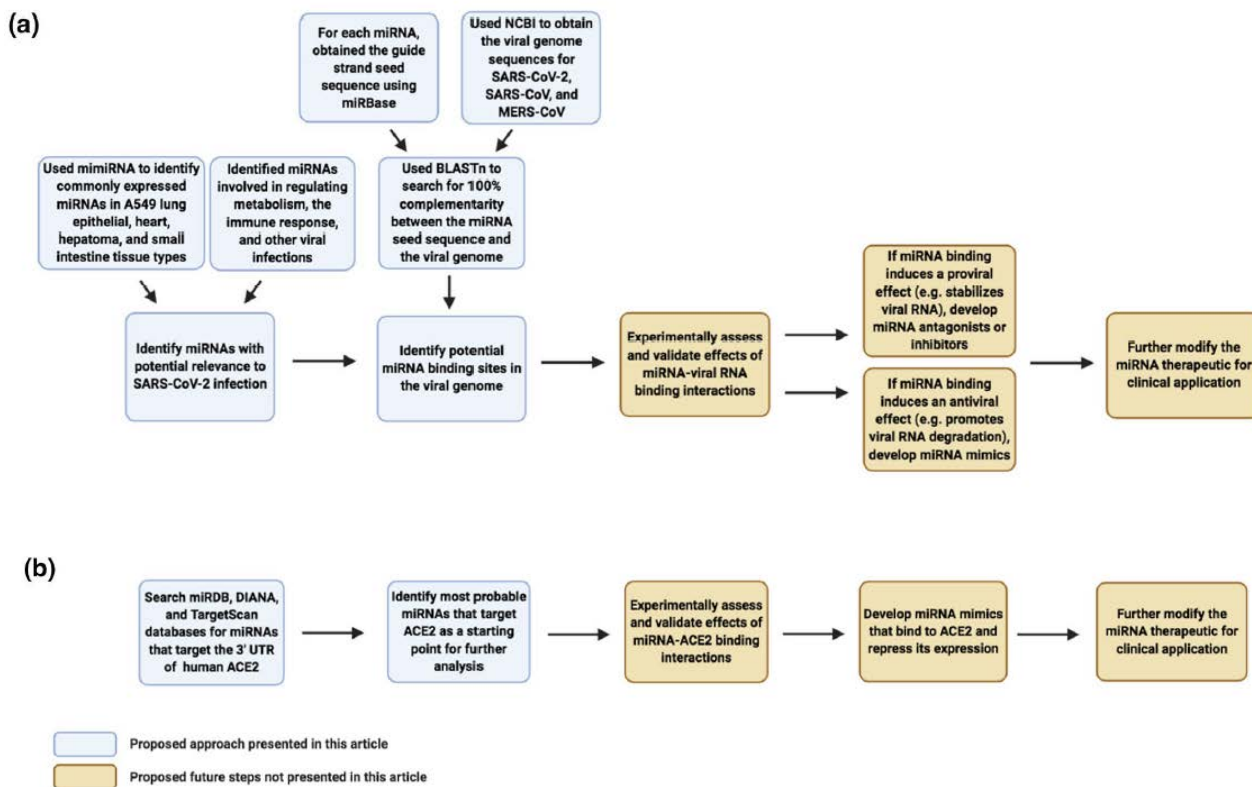 (a)
For each miRNA,
obtained the guide
strand seed
sequence using
miRBase
Used NCBI to obtain
the viral genome
sequences for
SARS-CoV-2,
SARS-CoV, and
MERS-CoV
Used mimiRNA to identify
commonly expressed
miRNAs in A549 lung
epithelial, heart,
hepatoma, and small
intestine tissue types
Identified miRNAs
involved in regulating
metabolism, the
immune response,
and other viral
infections
Used BLASTn to
search for 100%
complementarity
between the miRNA
seed sequence and
the viral genome
Identify miRNAs with
potential relevance to
SARS-CoV-2 infection
Identify potential
miRNA binding sites in
the viral genome
Experimentally assess
and validate effects of
miRNA-viral RNA
binding interactions
If miRNA binding
induces a proviral
effect (e.g. stabilizes
viral RNA), develop
miRNA antagonists or
inhibitors
If miRNA binding
induces an antiviral
effect (e.g. promotes
viral RNA degradation),
develop miRNA mimics
Further modify the
miRNA therapeutic for
clinical application
(b)
Search miRDB, DIANA,
and TargetScan
databases for miRNAs
that target the 3' UTR
of human ACE2
Identify most probable
miRNAs that target
ACE2 as a starting
point for further
analysis
Experimentally assess
and validate effects of
miRNA-ACE2 binding
interactions
Develop miRNA mimics
that bind to ACE2 and
repress its expression
Further modify the
miRNA therapeutic for
clinical application
Proposed approach presented in this article
Proposed future steps not presented in this article